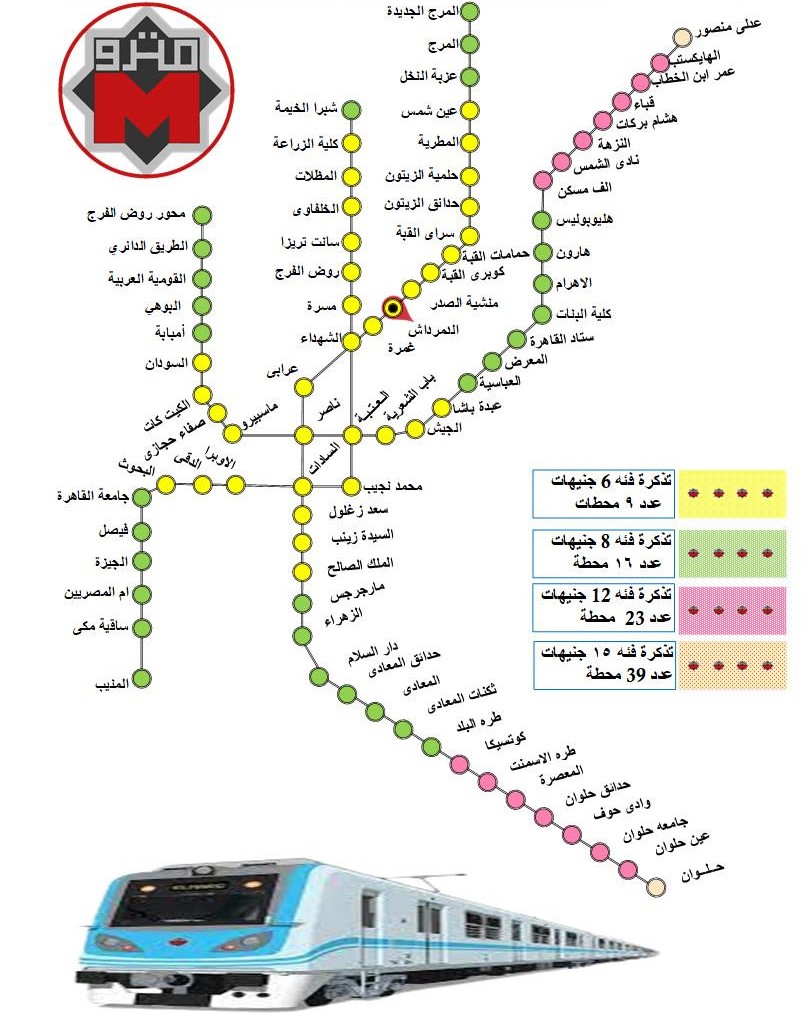 مترو
المرج الجديدة
المرج
عزبة النخل
عين شمس
المطرية
حلمية الزيتون
حدائق الزيتون
سراى القبة
حمامات القبة
كوبرى القبة
منشية الصدر
الدمرداش
غمرة
شبرا الخيمة
كلية الزراعة
المظلات
الخلفاوى
سانت تريزا
روض الفرج
مسرة
الشهداء
عرابى
عدلى منصور
الهايكستب
عمر ابن الخطاب
قباء
هشام بركات
النزهة
نادى الشمس
الف مسكن
هليوبوليس
هارون
الاهرام
كلية البنات
ستاد القاهرة
المعرض
العباسية
عبدة باشا
الجيش
باب الشعرية
العتبة
ناصر
ماسبيرو
صفاء حجازى
الكيت كات
السودان
أمبابة
البوهي
القومية العربية
الطريق الدائري
محور روض الفرج
محمد نجيب
السادات
الاوبرا
الدقى
البحوث
جامعة القاهرة
فيصل
الجيزة
ام المصريين
ساقية مكى
المنيب
سعد زغلول
السيدة زينب
الملك الصالح
مارجرجس
الزهراء
دار السلام
حدائق المعادى
المعادى
ثكنات المعادى
طره البلد
كوتسيكا
طره الاسمنت
المعصرة
حدائق حلوان
وادى حوف
جامعه حلوان
عين حلوان
حلـوان
تذكرة فئه 6 جنيهات
عدد ٩ محطات
تذكرة فئه 8 جنيهات
عدد ١٦ محطة
تذكرة فئه 12 جنيهات
عدد 23 محطة
تذكرة فئه ١٥ جنيهات
عدد 39 محطة